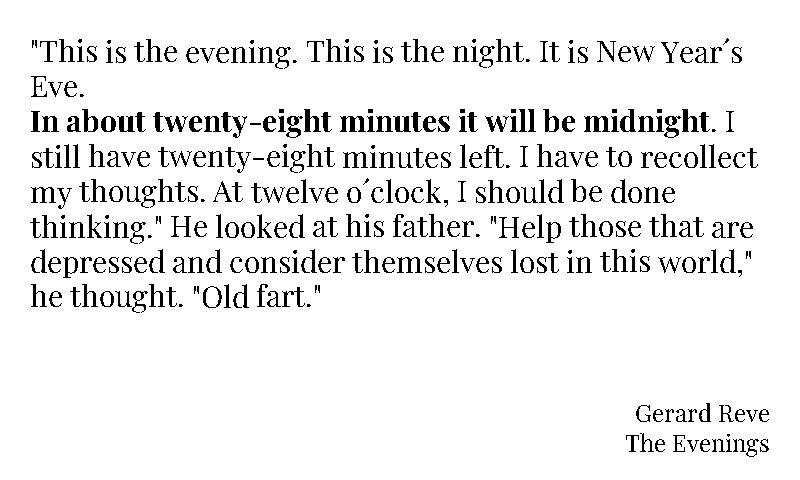 "This is the evening. This is the night. It is New Year´s
Eve.
In about twenty-eight minutes it will be midnight. I
still have twenty-eight minutes left. I have to recollect
my thoughts. At twelve o´clock, I should be done
thinking." He looked at his father. "Help those that are
depressed and consider themselves lost in this world,"
he thought. "Old fart."
Gerard Reve
The Evenings